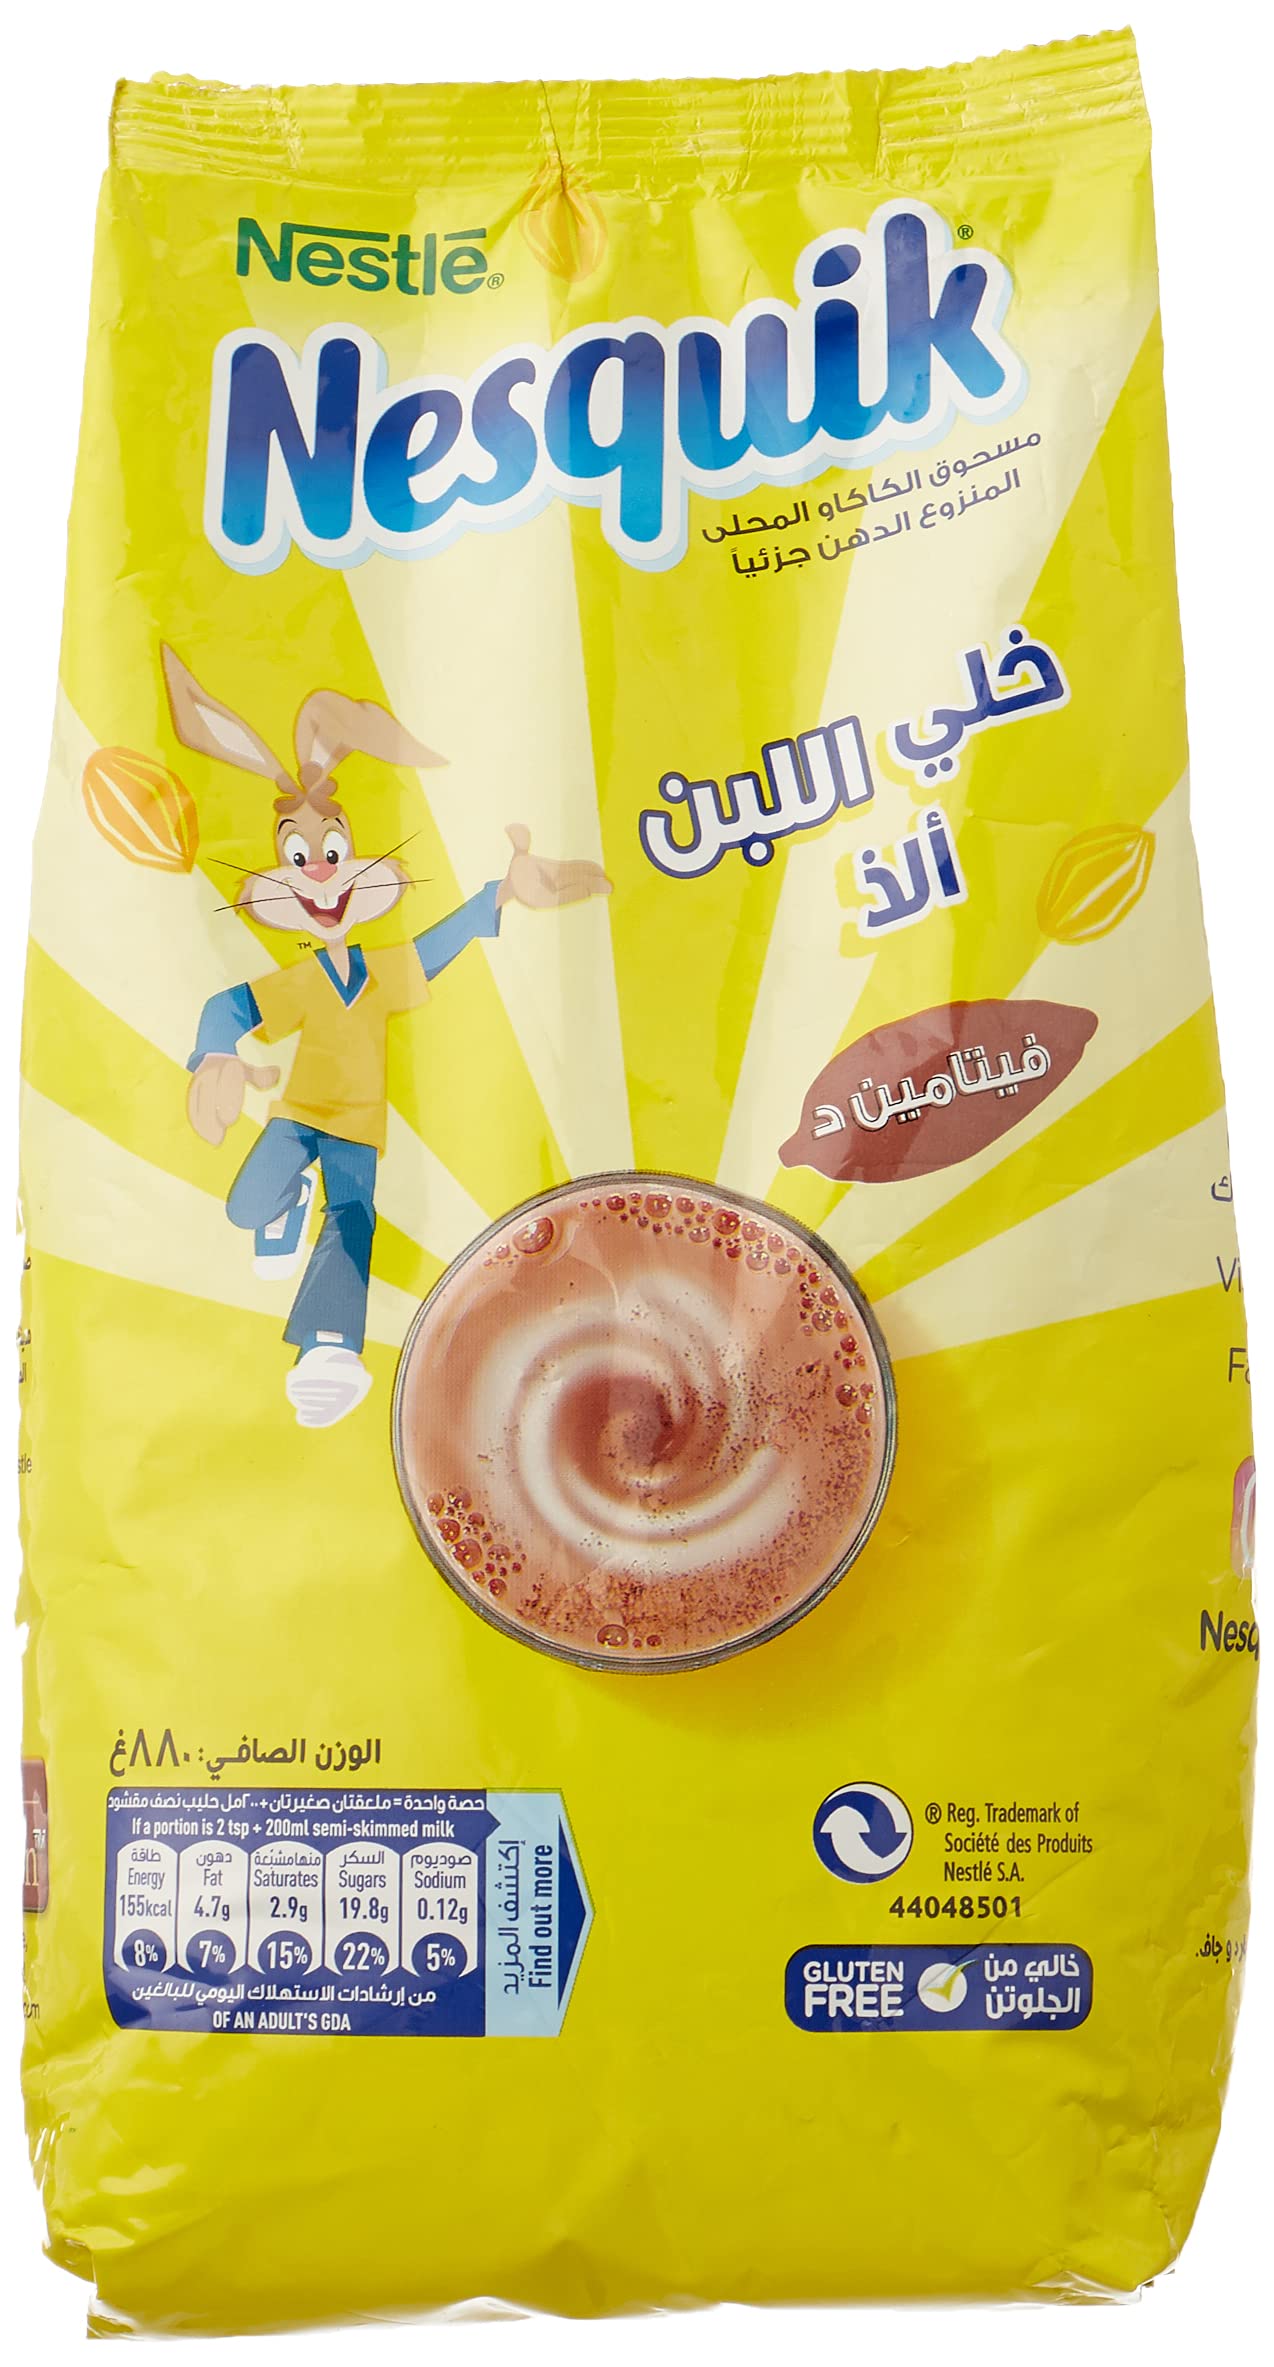 Nestlé®
Nesquik®
مسحوق الكاكاو المحلى
المنزوع الدهن جزئياً
خلي
اللبن
ألذ
فيتامين د
TM
الوزن الصافي: ٨٨٠غ
حصة واحدة = ملعقتان صغيرتان + ٢٠٠مل حليب نصف مقشود
If a portion is 2 tsp + 200ml semi-skimmed milk
طاقة دهون منها مشبّعة السكر صوديوم
Energy Fat Saturates Sugars Sodium
155kcal 4.7g 2.9g 19.8g 0.12g
8% 7% 15% 22% 5%
من إرشادات الاستهلاك اليومي للبالغين
OF AN ADULT'S GDA
إكتشف المزيد
Find out more
® Reg. Trademark of
Société des Produits
Nestlé S.A.
44048501
GLUTEN
FREE
خالي من
الجلوتن